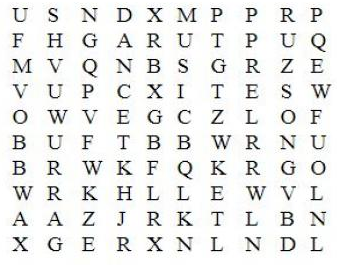 U S N D X M P P R P
F H G A R U T P U Q
M V Q N B S G R Z E
V U P C X I T E S W
O W V E G C Z L O F
B U F T B B W R N U
B R W K F Q K R G O
W R K H L L E W V L
A A Z J R K T L B N
X G E R X N L N D L